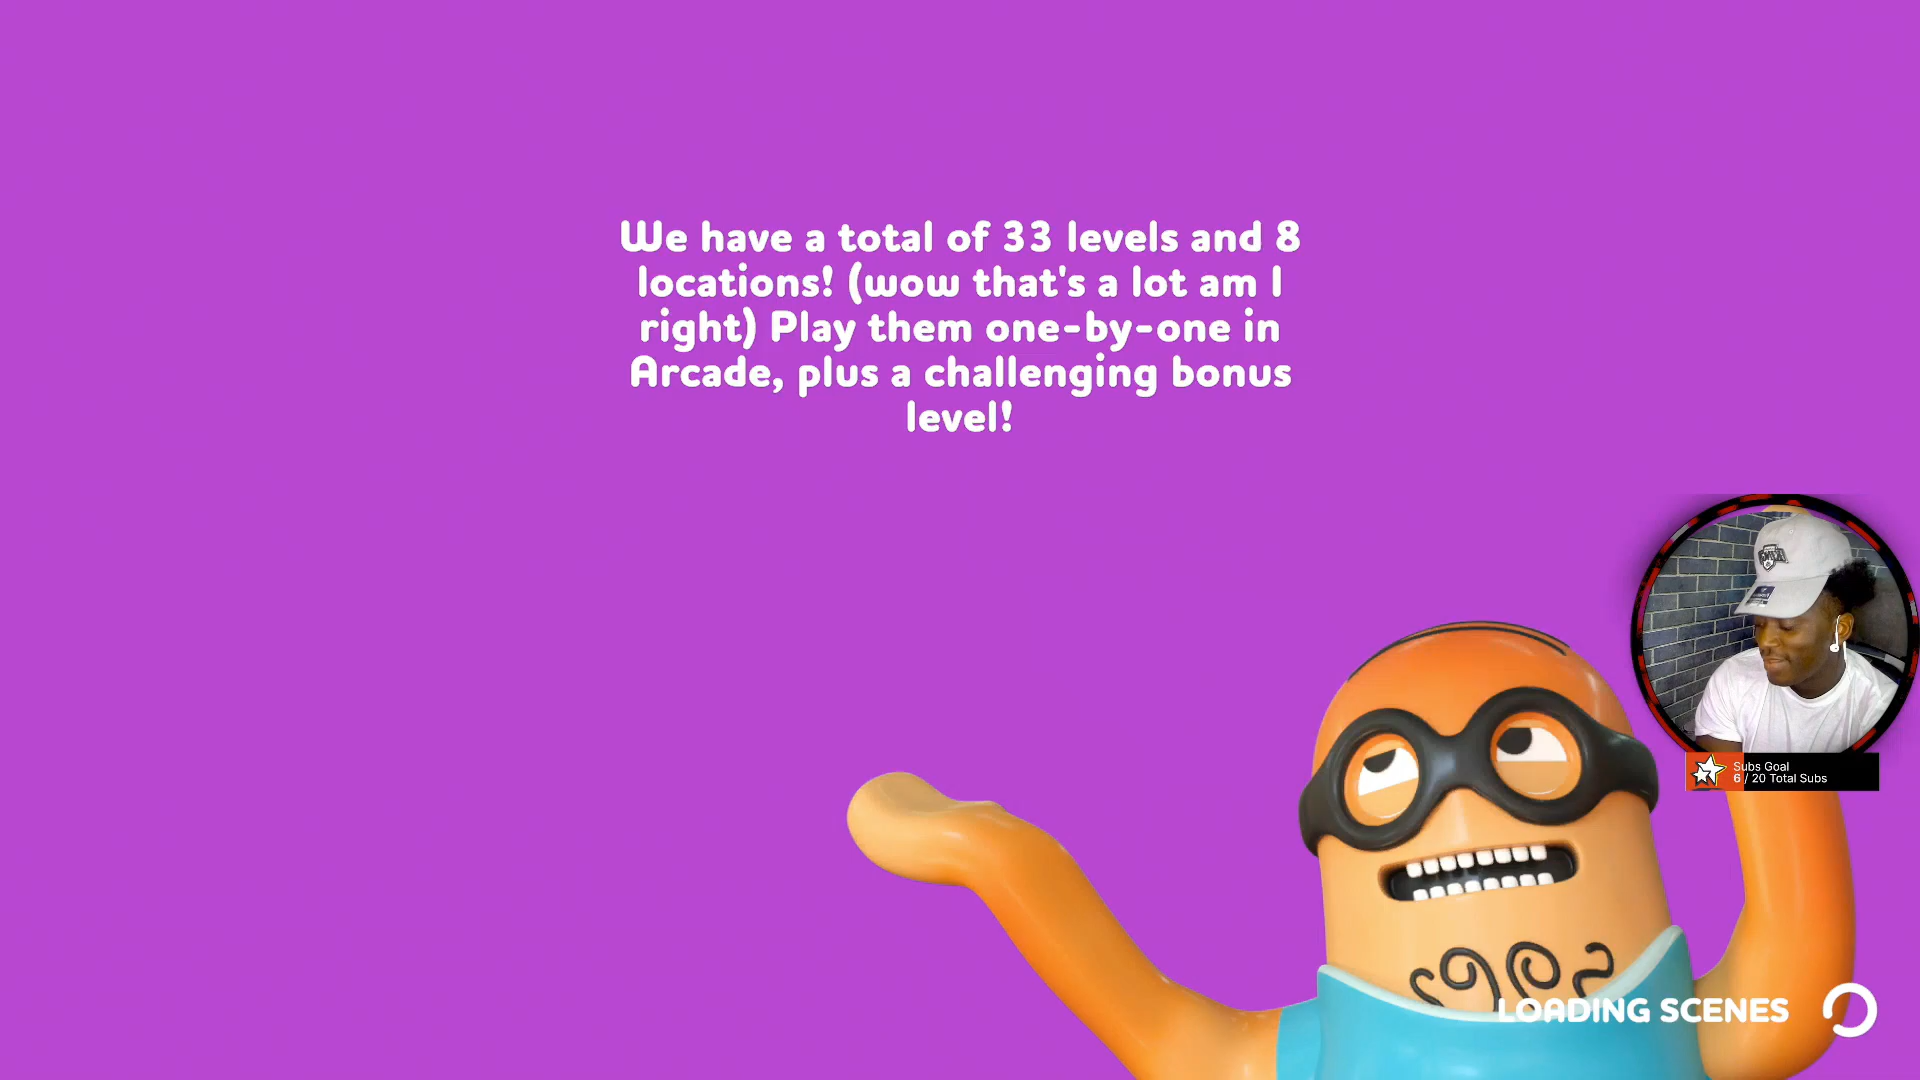 We have a total of 33 levels and 8
locations! (wow that's a lot am I
right) Play them one-by-one in
Arcade, plus a challenging bonus
level!
Subs Goal
6 / 20 Total Subs
LOADING SCENES